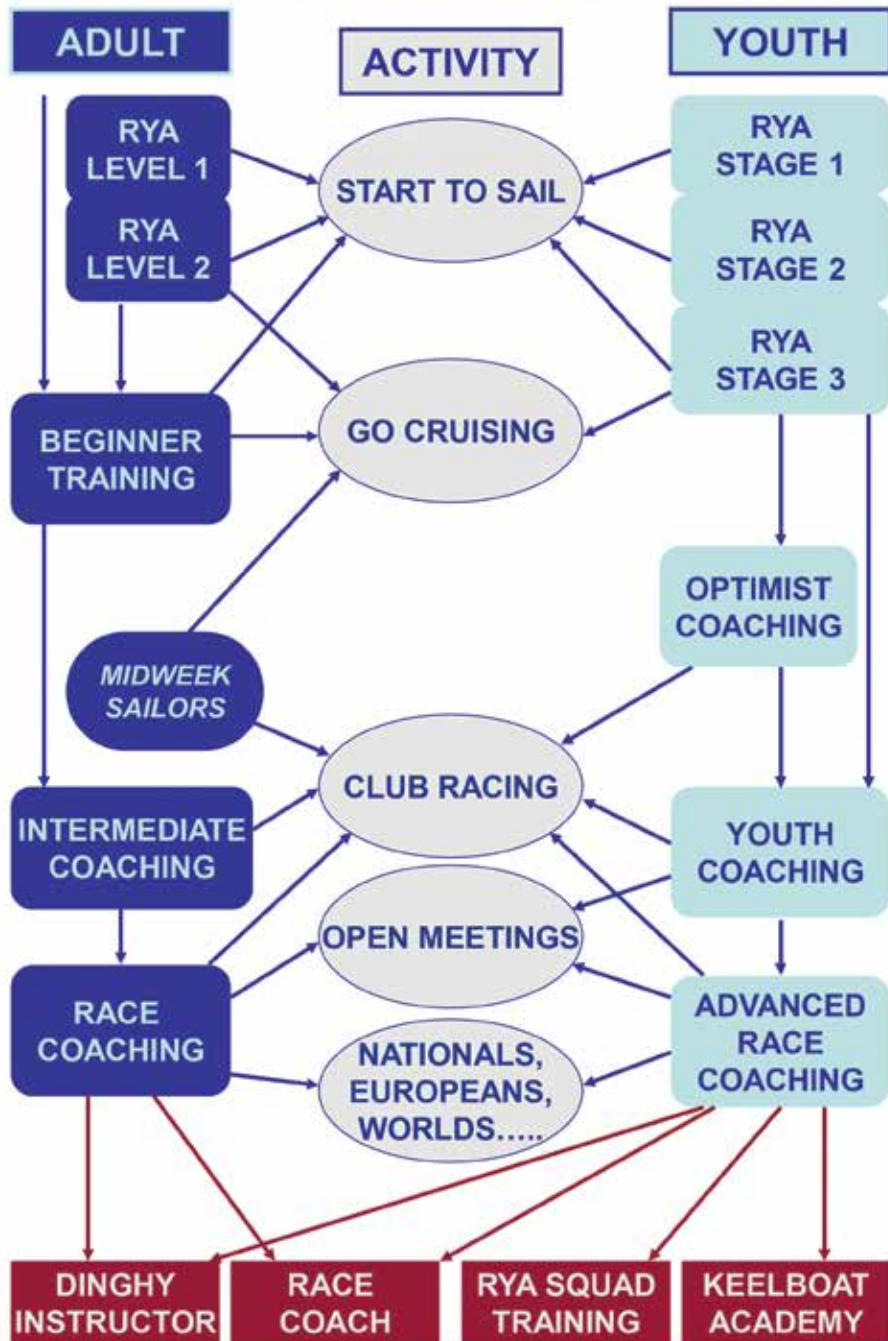 ADULT
ACTIVITY
YOUTH
RYA
LEVEL 1
START TO SAIL
RYA
STAGE 1
RYA
LEVEL 2
RYA
STAGE 2
RYA
STAGE 3
BEGINNER
TRAINING
GO CRUISING
OPTIMIST
COACHING
MIDWEEK
SAILORS
CLUB RACING
INTERMEDIATE
COACHING
YOUTH
COACHING
OPEN MEETINGS
RACE
COACHING
ADVANCED
RACE
COACHING
NATIONALS,
EUROPEANS,
WORLDS.....
DINGHY
INSTRUCTOR
RACE
COACH
RYA SQUAD
TRAINING
KEELBOAT
ACADEMY